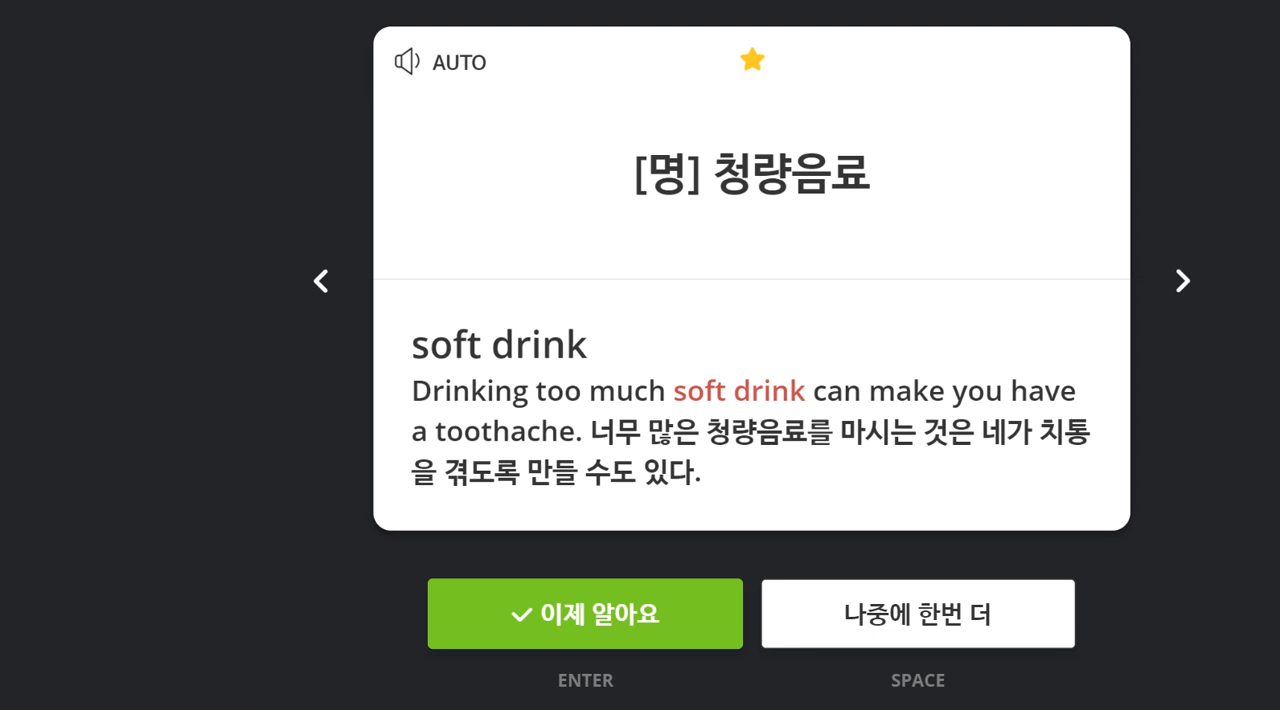 AUTO
[명] 청량음료
soft drink
Drinking too much soft drink can make you have
a toothache. 너무 많은 청량음료를 마시는 것은 네가 치통
을 겪도록 만들 수도 있다.
이제 알아요
나중에 한번 더
ENTER
SPACE